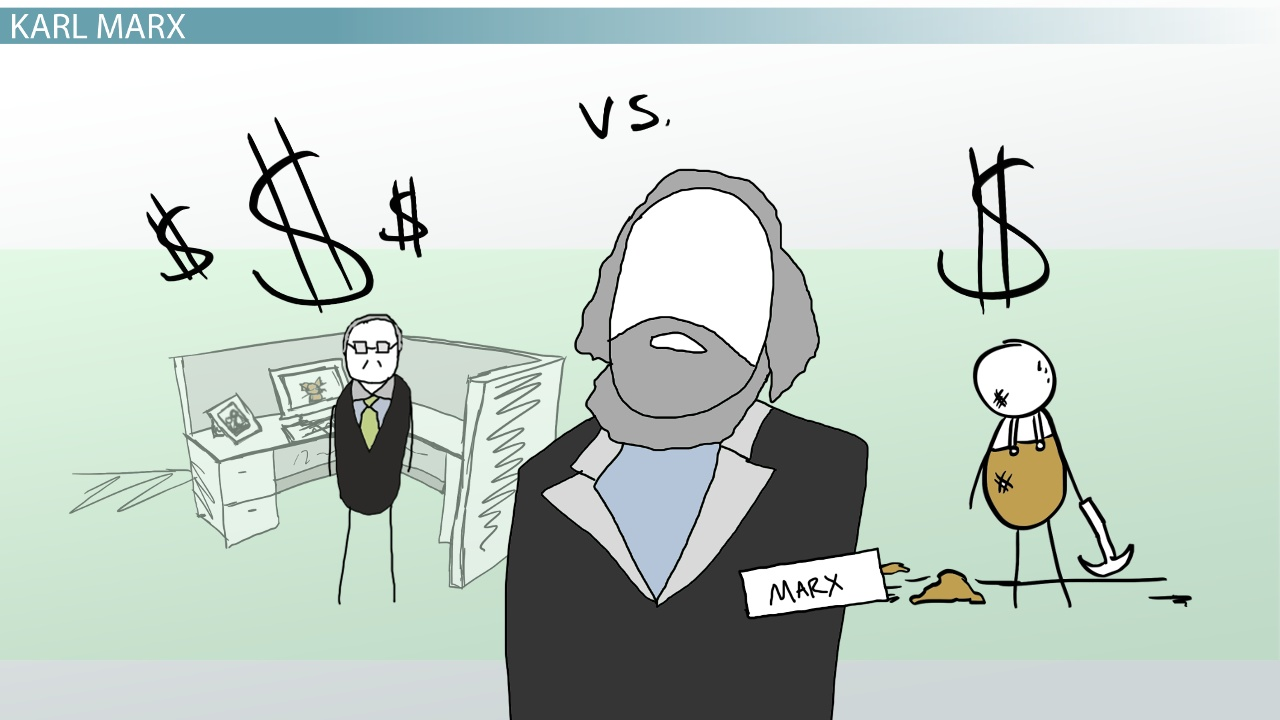 KARL MARX
vs.
$ $ $
$
MARX